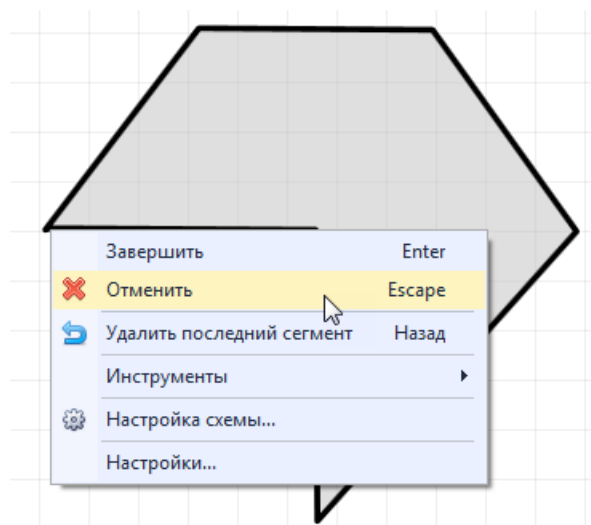 Завершить Enter
Отменить Escape
Удалить последний сегмент Назад
Инструменты
Настройка схемы...
Настройки...